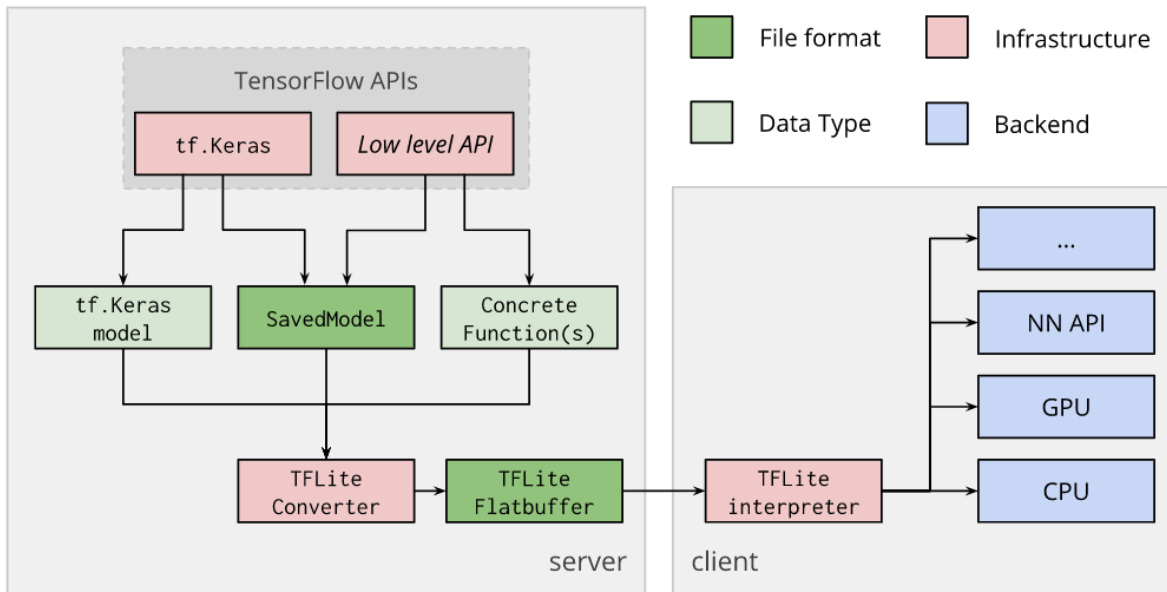 File format
Infrastructure
Data Type
Backend
TensorFlow APIs
tf.Keras
Low level API
tf.Keras
model
SavedModel
Concrete
Function(s)
TFLite
Converter
TFLite
Flatbuffer
server
TFLite
interpreter
...
NN API
GPU
CPU
client